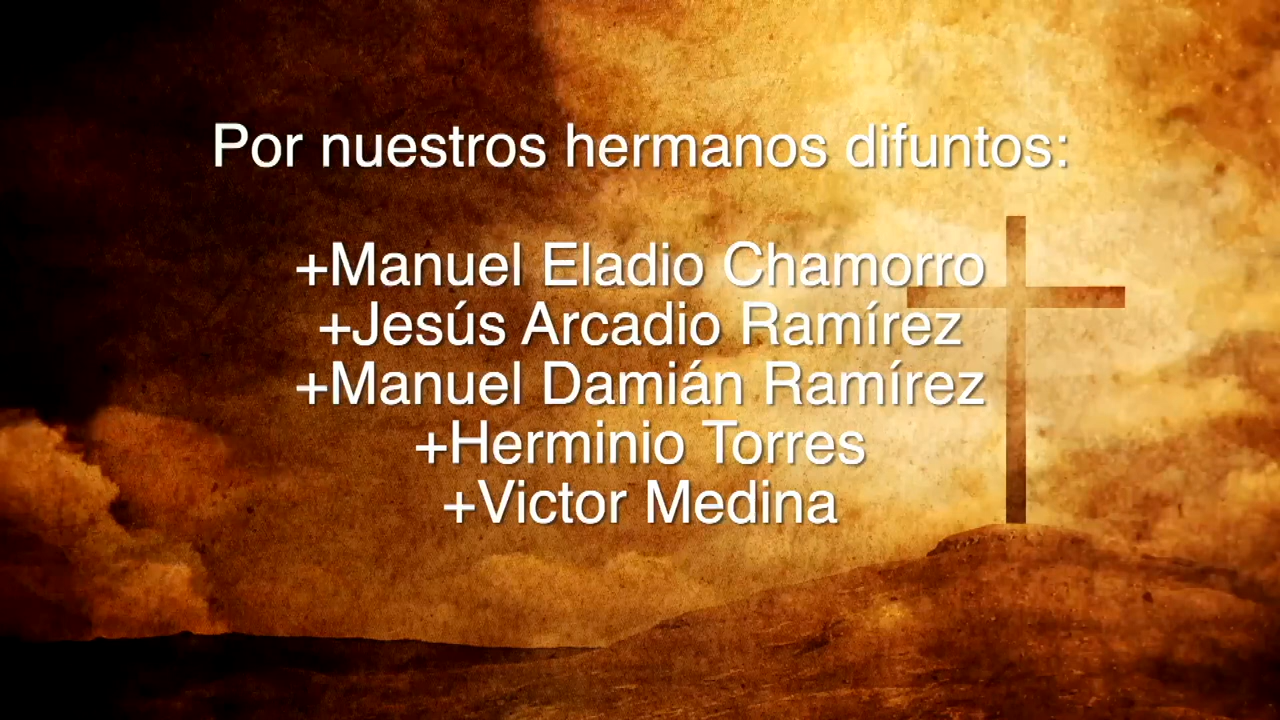 Por nuestros hermanos difuntos:
+Manuel Eladio Chamorro
+Jesús Arcadio Ramírez
+Manuel Damián Ramírez
+Herminio Torres
+Victor Medina